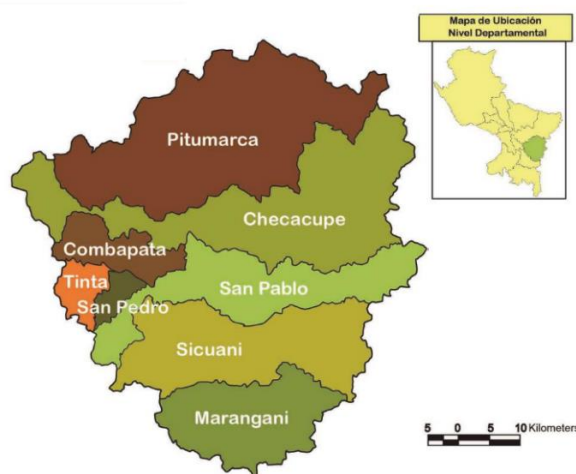 Mapa de Ubicación
Nivel Departamental
Pitumarca
Checacupe
Combapata
Tinta
San Pablo
San Pedro
Sicuani
Marangani
5 0 5 10 Kilometers